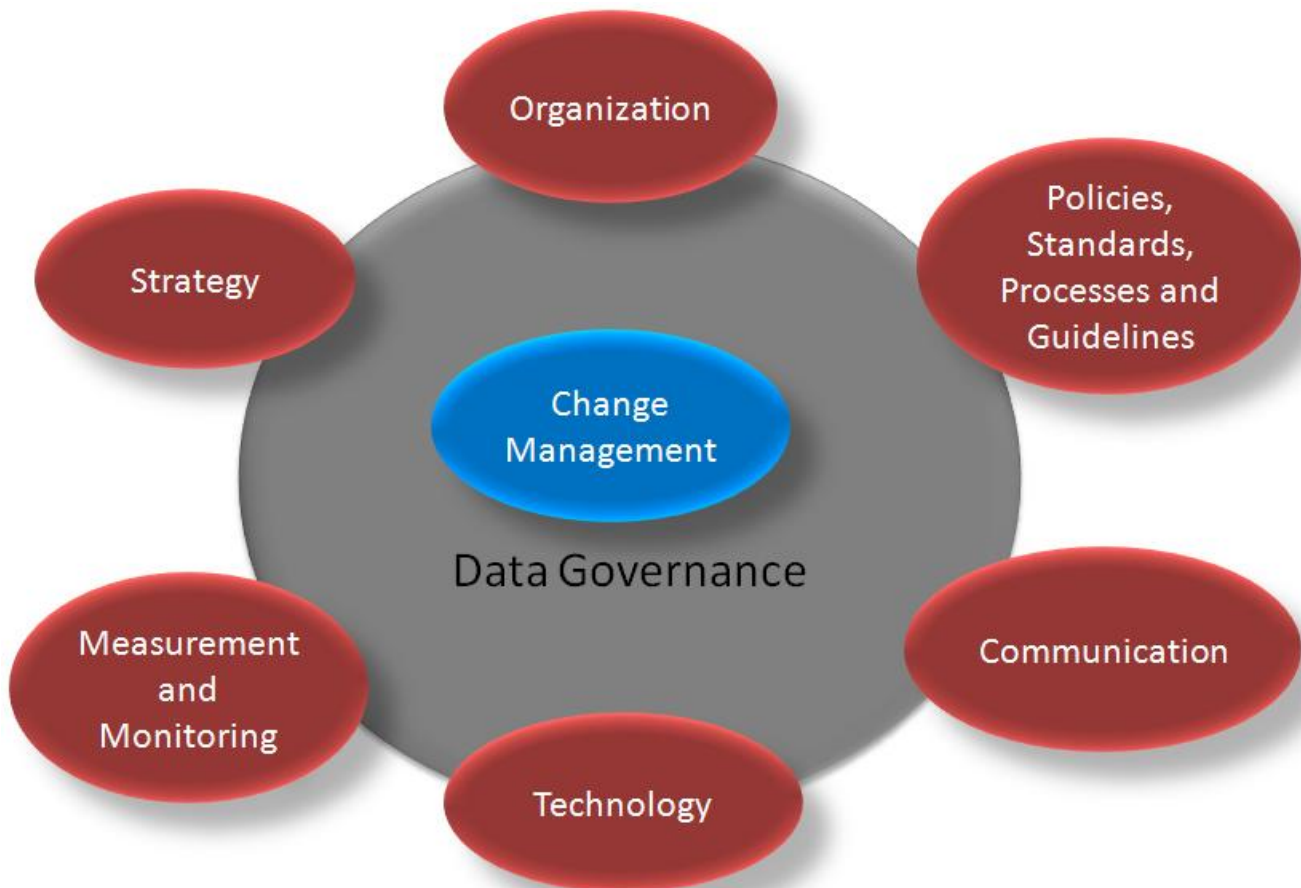 Organization
Policies,
Standards,
Processes and
Guidelines
Strategy
Change
Management
Data Governance
Measurement
and
Monitoring
Communication
Technology